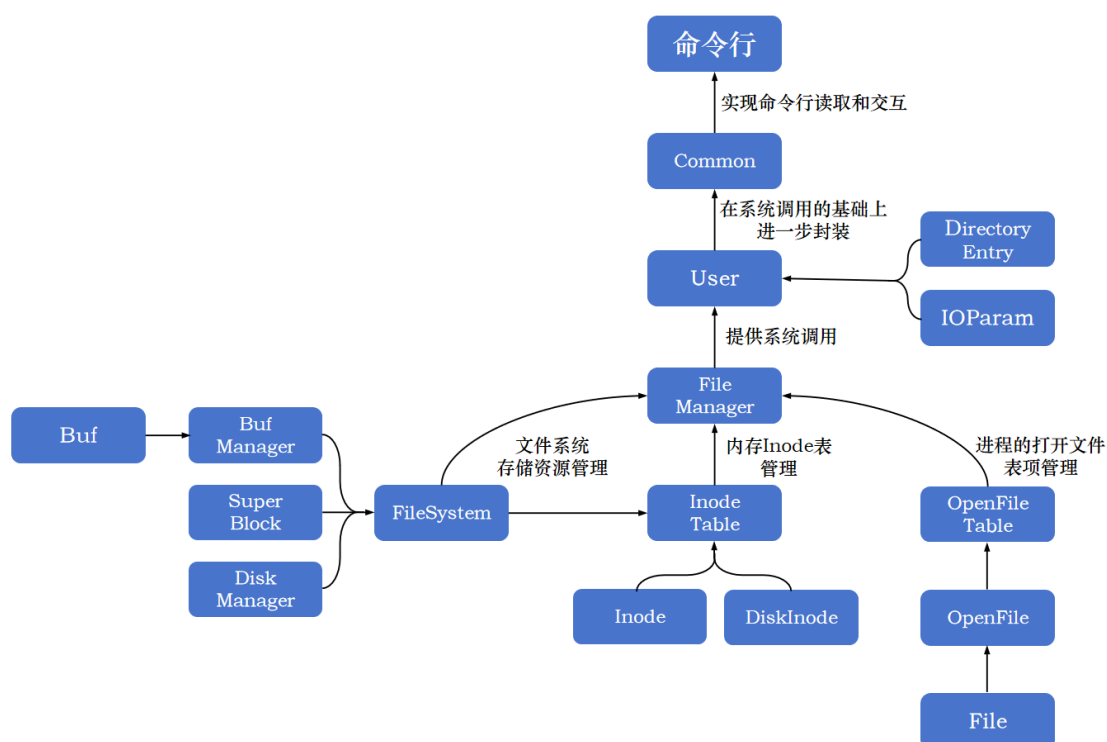 命令行
实现命令行读取和交互
Common
在系统调用的基础上
进一步封装
Directory
Entry
User
IOParam
提供系统调用
File
Manager
Buf
Buf
Manager
文件系统
存储资源管理
内存Inode表
管理
进程的打开文件
表项管理
Super
Block
FileSystem
Inode
Table
OpenFile
Table
Disk
Manager
Inode
DiskInode
OpenFile
File